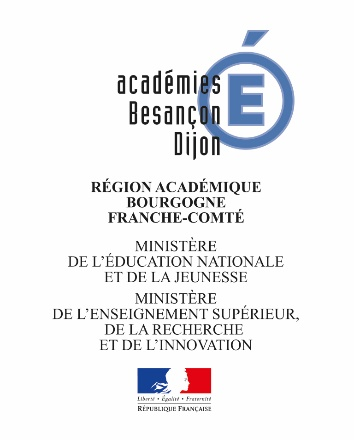 académies
Besançon
Dijon
É
RÉGION ACADÉMIQUE
BOURGOGNE
FRANCHE-COMTÉ
MINISTÈRE
DE L'ÉDUCATION NATIONALE
ET DE LA JEUNESSE
MINISTÈRE
DE L'ENSEIGNEMENT SUPÉRIEUR,
DE LA RECHERCHE
ET DE L'INNOVATION
Liberté • Égalité • Fraternité
RÉPUBLIQUE FRANÇAISE